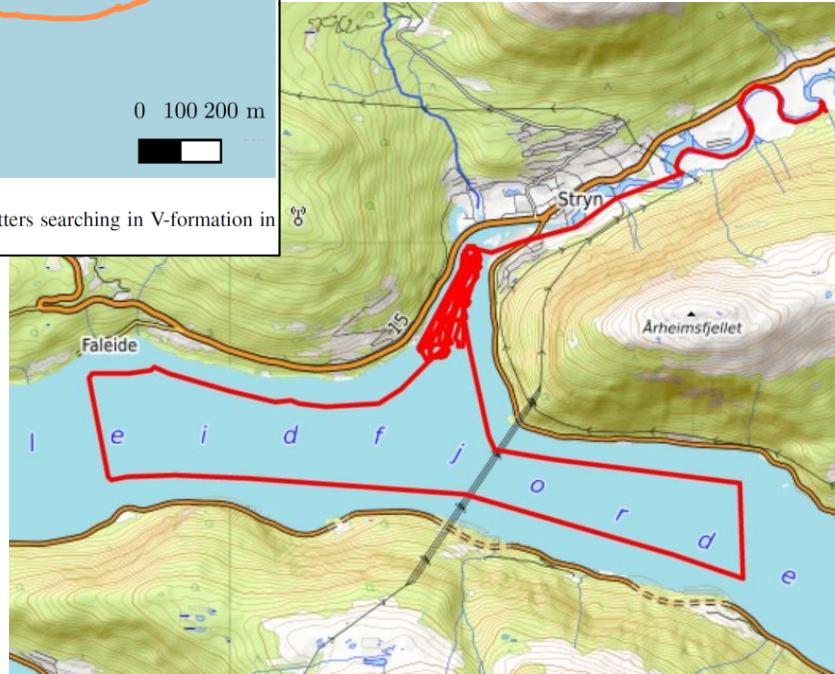 0 100 200 m
tters searching in V-formation in
Stryn
15
Årheimsfjellet
Faleide
l e i d f j o r d e